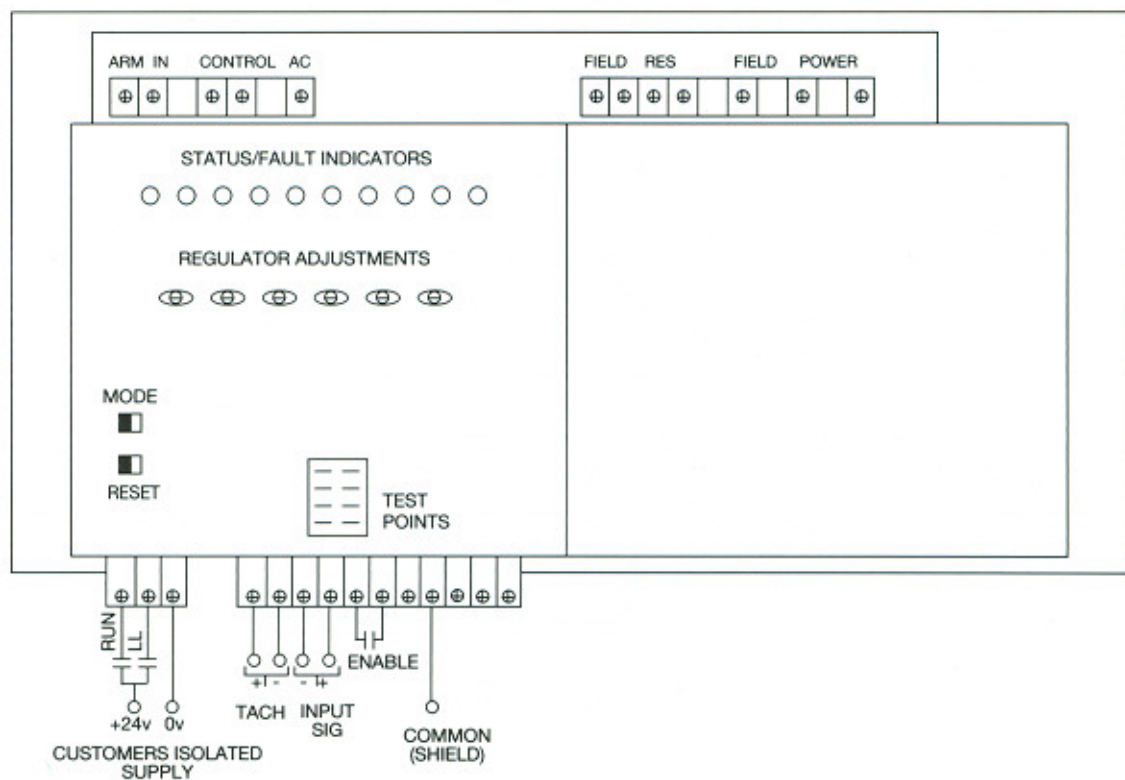 ARM IN CONTROL AC
FIELD RES FIELD POWER
STATUS/FAULT INDICATORS
REGULATOR ADJUSTMENTS
MODE
RESET
TEST
POINTS
RUN
LL
ENABLE
+ - - +
TACH
INPUT
SIG
+24v 0v
COMMON
(SHIELD)
CUSTOMERS ISOLATED
SUPPLY